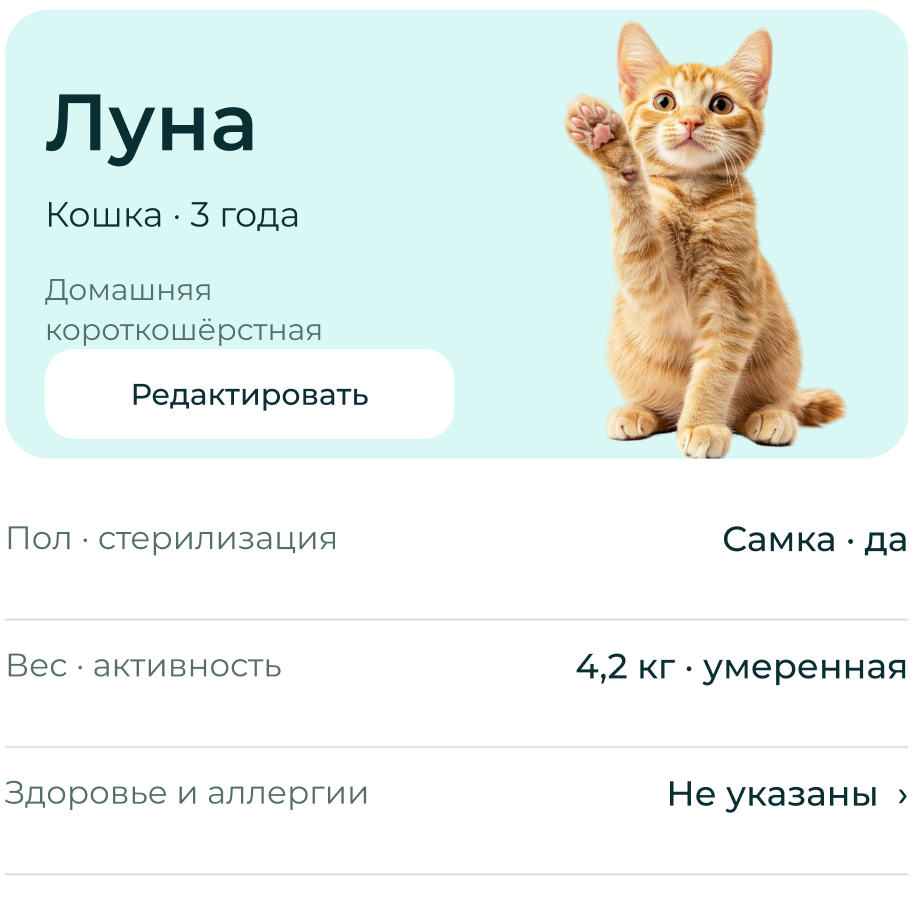 Луна
Кошка · 3 года
Домашняя
короткошёрстная
Редактировать
Пол · стерилизация
Самка · да
Вес · активность
4,2 кг · умеренная
Здоровье и аллергии
Не указаны ›